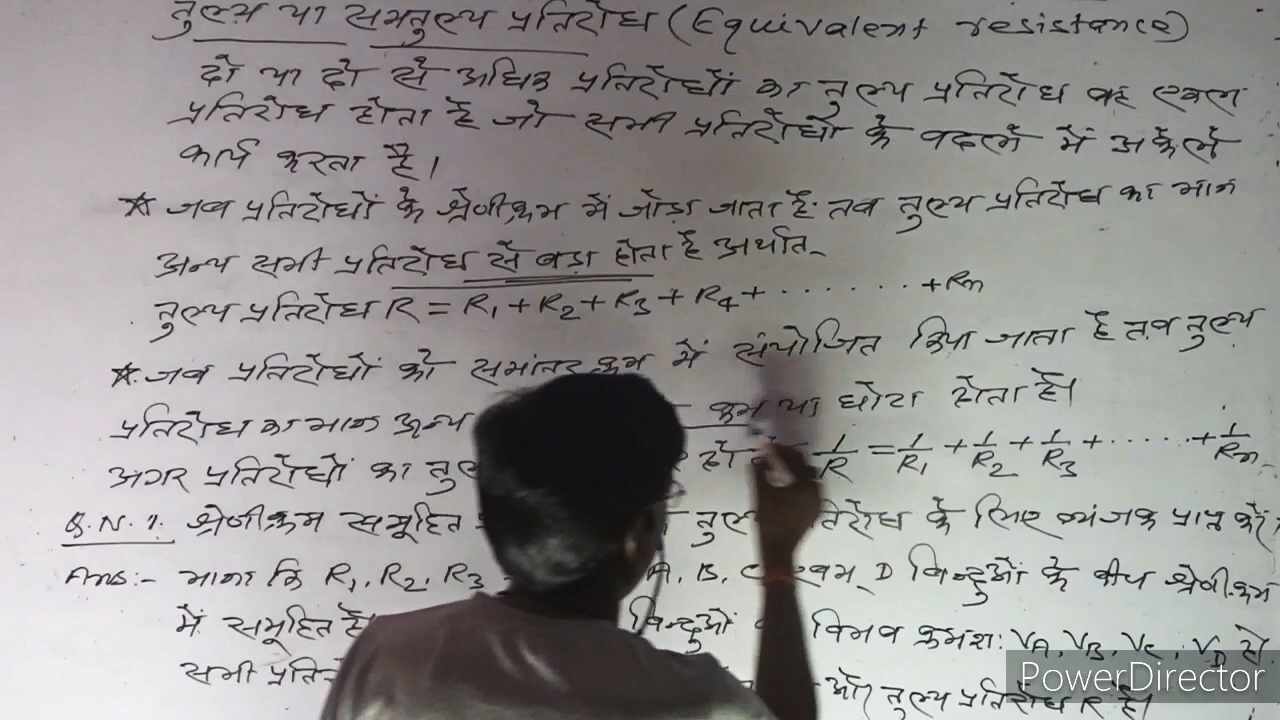 तुल्य या समतुल्य प्रतिरोध (Equivalent resistance)
दो या दो से अधिक प्रतिरोधों का तुल्य प्रतिरोध वह एकल
प्रतिरोध होता है जो सभी प्रतिरोधों के बदले में अकेले
कार्य करता है।
☆ जब प्रतिरोधों के श्रेणीक्रम में जोड़ा जाता है तब तुल्य प्रतिरोध का मान
अन्य सभी प्रतिरोध से बड़ा होता है अर्थात-
तुल्य प्रतिरोध R = R₁ + R₂ + R₃ + R₄ + ........ + Rn
☆ जब प्रतिरोधों को समांतर क्रम में संयोजित किया जाता है तब तुल्य
प्रतिरोध का मान अन्य कम या छोटा होता है।
अगर प्रतिरोधों का 1/R = 1/R₁ + 1/R₂ + 1/R₃ + ...... + 1/Rn
Q.N.1. श्रेणीक्रम समूहित के लिए व्यंजक प्राप्त करें।
Ans:- माना कि R₁, R₂, R₃ A, B, C एवम् D बिन्दुओं के बीच श्रेणीक्रम
में समूहित है। बिन्दुओं विभव क्रमश: VA, VB, VC, VD है
सभी और तुल्य प्रतिरोध R है।
PowerDirector